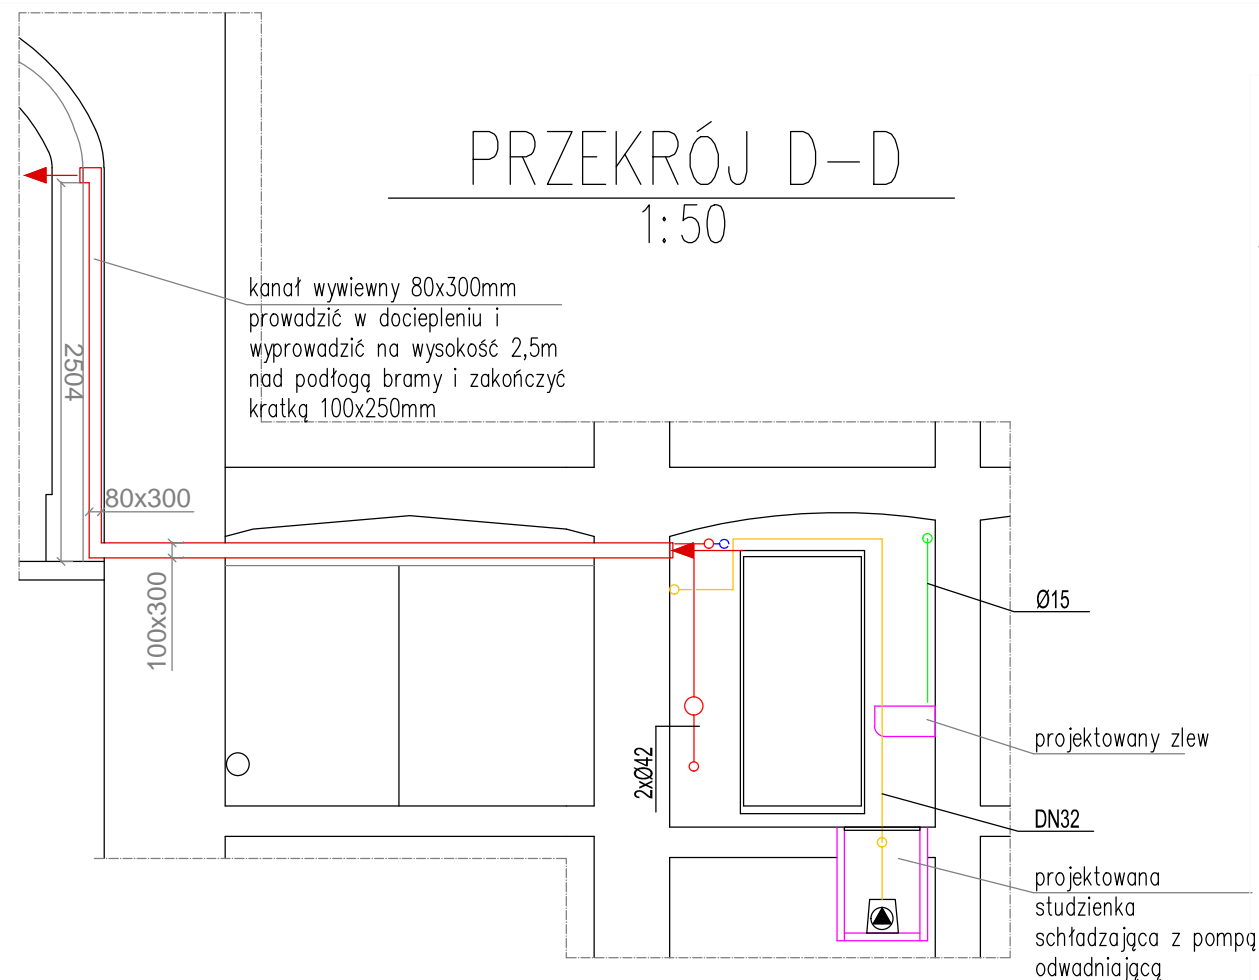 PRZEKRÓJ D-D
1:50
kanał wywiewny 80x300mm
prowadzić w dociepleniu i
wyprowadzić na wysokość 2,5m
nad podłogą bramy i zakończyć
kratką 100x250mm
2504
80x300
100x300
Ø15
2xØ42
projektowany zlew
DN32
projektowana
studzienka
schładzająca z pompą
odwadniającą